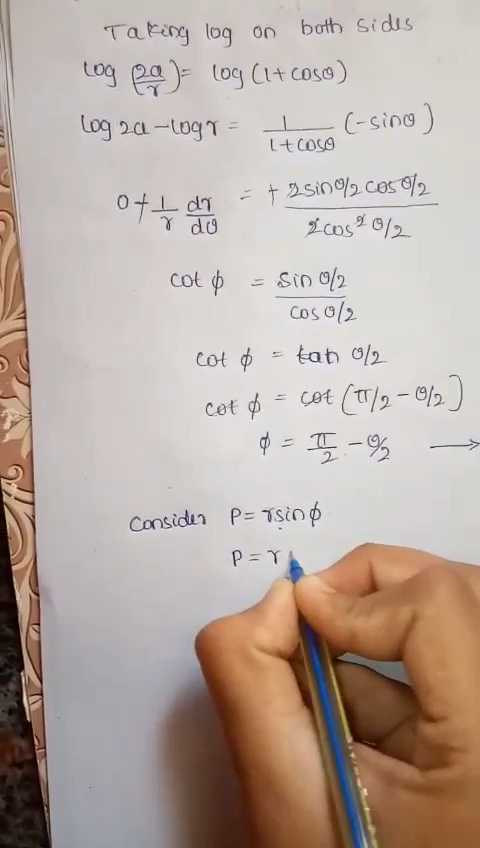 Taking log on both sides
log (2a/r) = log (1+cosθ)
log 2a - log r = 1/(1+cosθ) (-sinθ)
0 + 1/r dr/dθ = + 2sinθ/2 cosθ/2 / 2cos²θ/2
cot ϕ = sin θ/2 / cos θ/2
cot ϕ = tan θ/2
cot ϕ = cot (π/2 - θ/2)
ϕ = π/2 - θ/2 →
Consider P = r sin ϕ
P = r